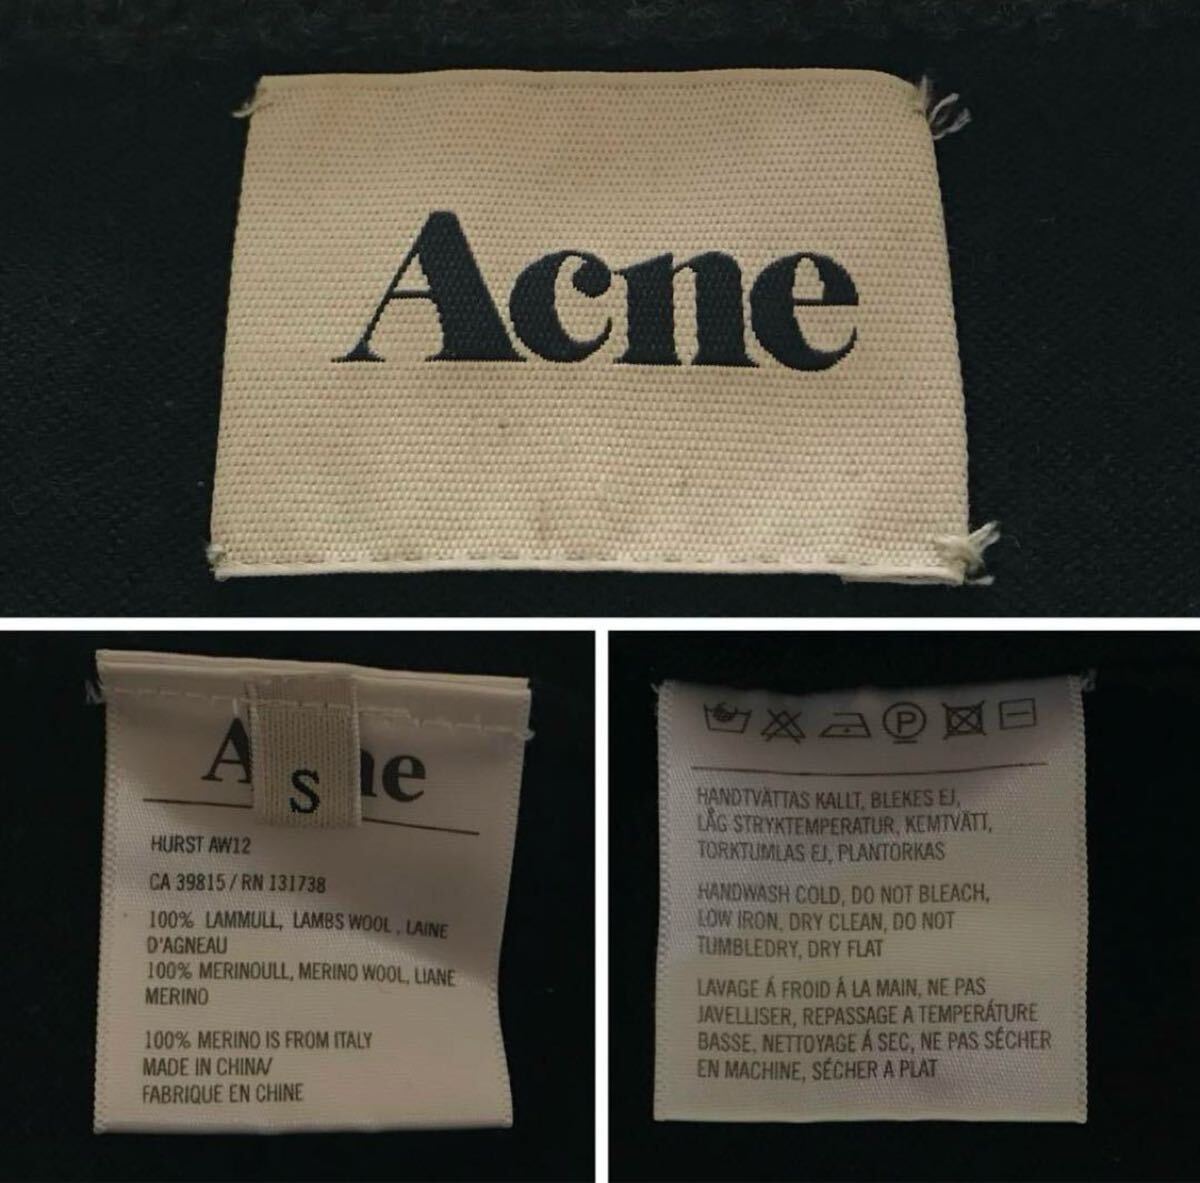 Acne
S
HURST AW12
CA 39815 / RN 131738
100% LAMMULL, LAMBS WOOL , LAINE
D'AGNEAU
100% MERINOULL, MERINO WOOL, LIANE
MERINO
100% MERINO IS FROM ITALY
MADE IN CHINA/
FABRIQUE EN CHINE
P
HANDTVÄTTAS KALLT, BLEKES EJ,
LÅG STRYKTEMPERATUR, KEMTVÄTT,
TORKTUMLAS EJ, PLANTORKAS
HANDWASH COLD, DO NOT BLEACH,
LOW IRON, DRY CLEAN, DO NOT
TUMBLEDRY, DRY FLAT
LAVAGE Á FROID Á LA MAIN, NE PAS
JAVELLISER, REPASSAGE A TEMPERÁTURE
BASSE, NETTOYAGE Á SEC, NE PAS SÉCHER
EN MACHINE, SÉCHER A PLAT